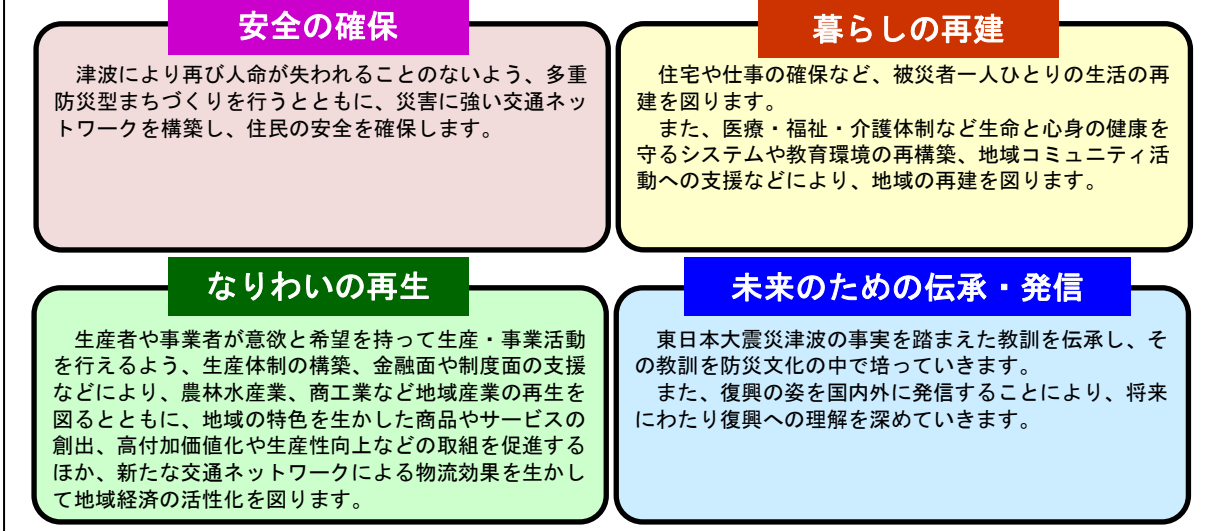 安全の確保
　津波により再び人命が失われることのないよう、多重
防災型まちづくりを行うとともに、災害に強い交通ネッ
トワークを構築し、住民の安全を確保します。
暮らしの再建
　住宅や仕事の確保など、被災者一人ひとりの生活の再
建を図ります。
　また、医療・福祉・介護体制など生命と心身の健康を
守るシステムや教育環境の再構築、地域コミュニティ活
動への支援などにより、地域の再建を図ります。
なりわいの再生
　生産者や事業者が意欲と希望を持って生産・事業活動
を行えるよう、生産体制の構築、金融面や制度面の支援
などにより、農林水産業、商工業など地域産業の再生を
図るとともに、地域の特色を生かした商品やサービスの
創出、高付加価値化や生産性向上などの取組を促進する
ほか、新たな交通ネットワークによる物流効果を生かし
て地域経済の活性化を図ります。
未来のための伝承・発信
　東日本大震災津波の事実を踏まえた教訓を伝承し、そ
の教訓を防災文化の中で培っていきます。
　また、復興の姿を国内外に発信することにより、将来
にわたり復興への理解を深めていきます。